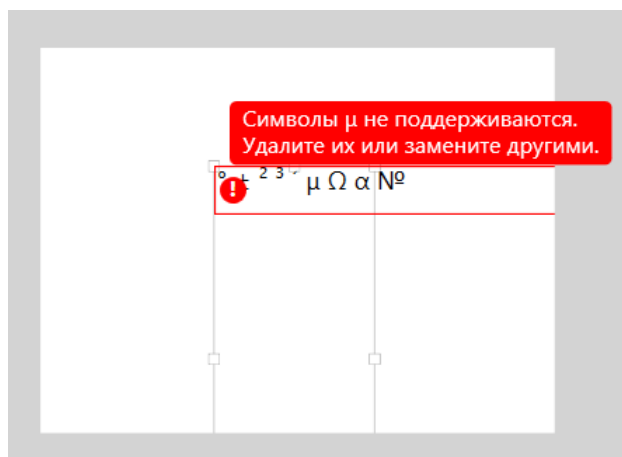 Символы μ не поддерживаются.
Удалите их или замените другими.
° ± ² ³ μ Ω α №